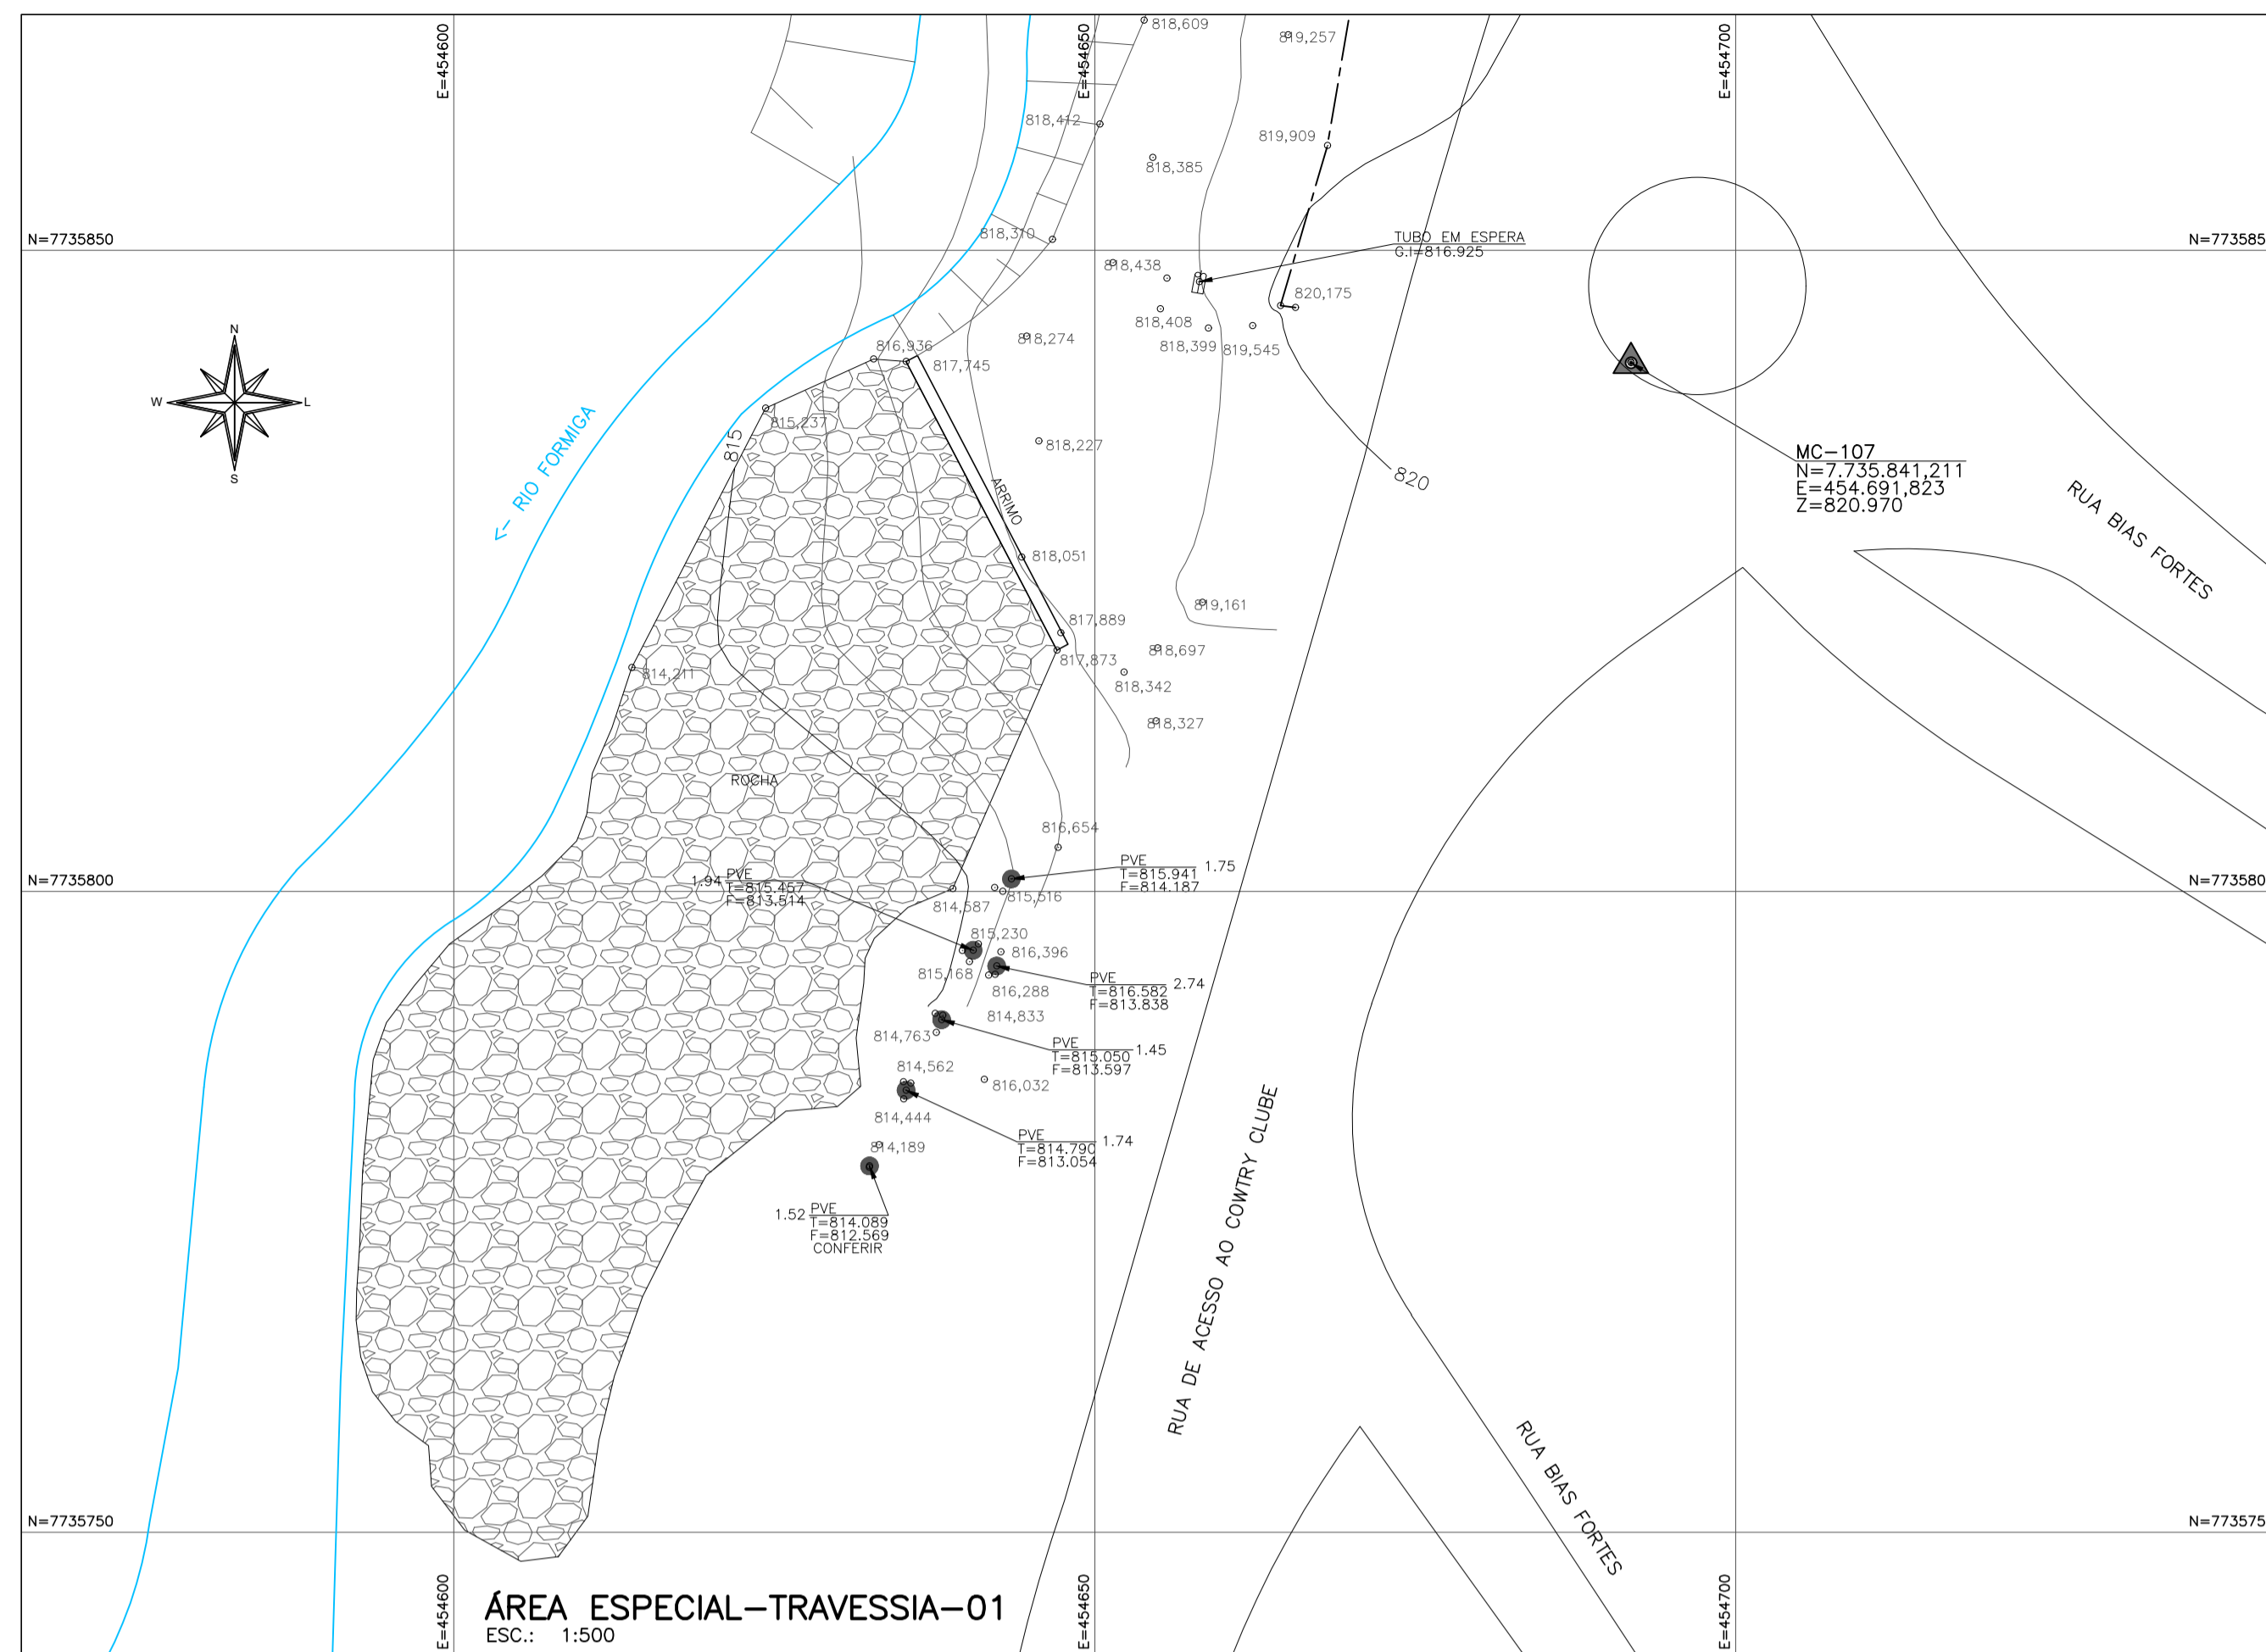 E=454600
E=454650
E=454700
818,609
819,257
818,412
819,909
818,385
N=7735850
N=773585
818,310
TUBO EM ESPERA
G.I=816.925
818,438
820,175
818,408
818,274
818,399
819,545
816,936
817,745
N
W
L
S
815,237
815
<- RIO FORMIGA
818,227
820
MC-107
N=7.735.841,211
E=454.691,823
Z=820.970
ARRIMO
RUA BIAS FORTES
818,051
819,161
817,889
817,873
818,697
814,211
818,342
818,327
ROCHA
816,654
PVE
1.75
T=815.941
F=814.187
N=7735800
N=773580
1.94
PVE
T=815.457
F=813.514
814,587
815,516
815,230
816,396
815,168
816,288
PVE
2.74
T=816.582
F=813.838
814,763
814,833
PVE
1.45
T=815.050
F=813.597
814,562
816,032
814,444
PVE
1.74
T=814.790
F=813.054
814,189
1.52
PVE
T=814.089
F=812.569
CONFERIR
RUA DE ACESSO AO COWTRY CLUBE
RUA BIAS FORTES
N=7735750
N=773575
E=454600
E=454650
E=454700
ÁREA ESPECIAL-TRAVESSIA-01
ESC.: 1:500